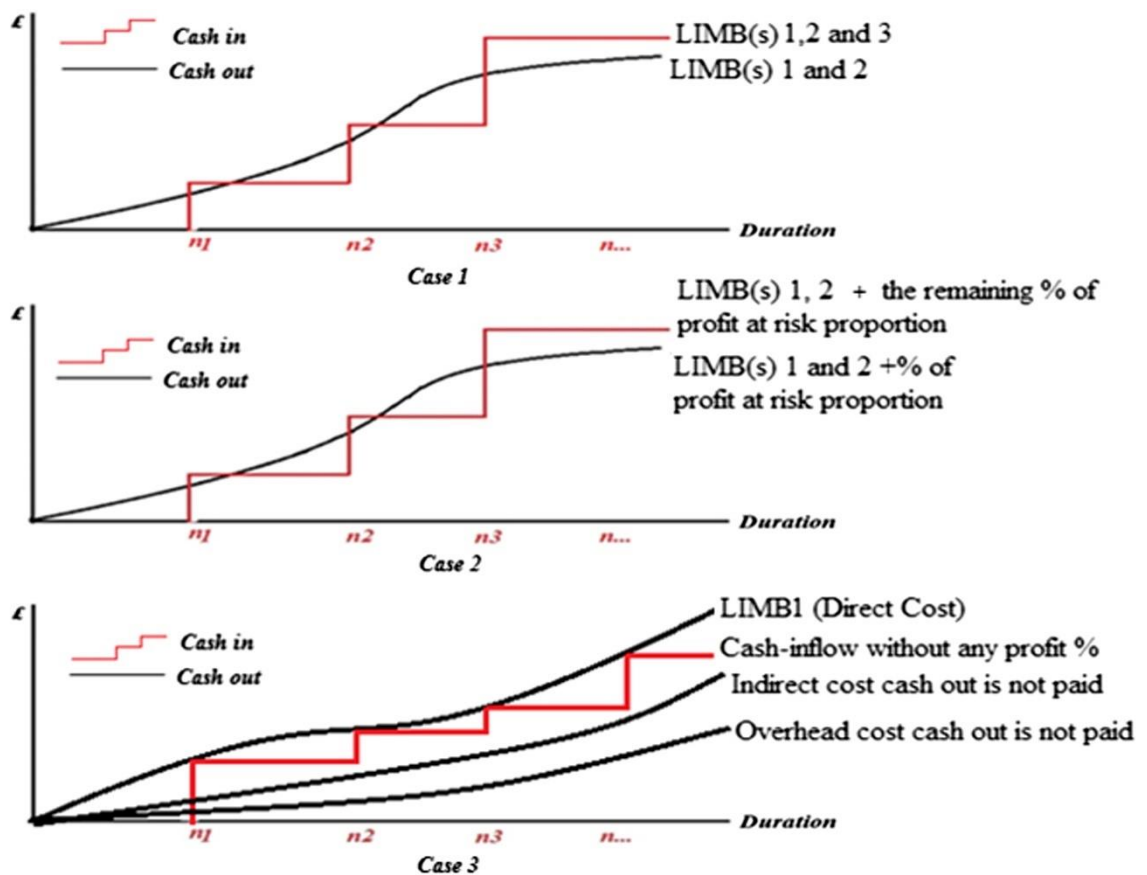 £
Cash in
Cash out
LIMB(s) 1,2 and 3
LIMB(s) 1 and 2
Duration
n1 n2 n3 n...
Case 1
£
Cash in
Cash out
LIMB(s) 1, 2 + the remaining % of
profit at risk proportion
LIMB(s) 1 and 2 +% of
profit at risk proportion
Duration
n1 n2 n3 n...
Case 2
£
Cash in
Cash out
LIMB1 (Direct Cost)
Cash-inflow without any profit %
Indirect cost cash out is not paid
Overhead cost cash out is not paid
Duration
n1 n2 n3 n...
Case 3